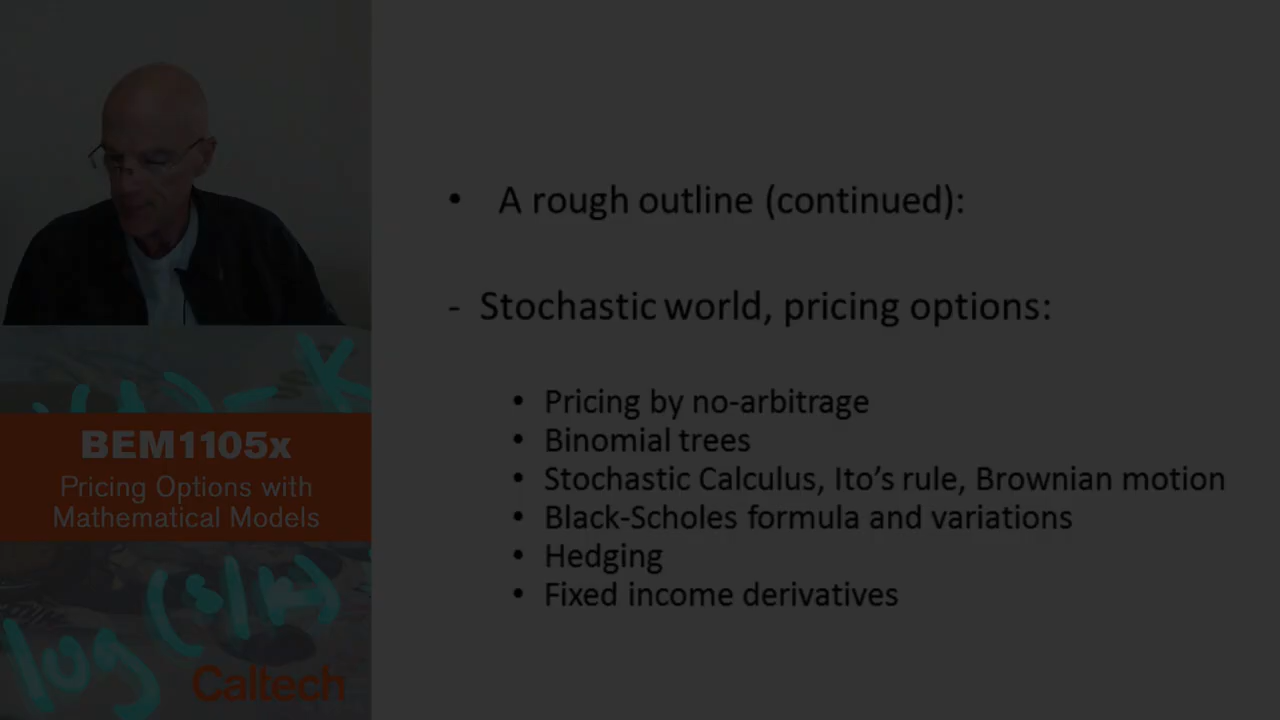 • A rough outline (continued):
- Stochastic world, pricing options:
• Pricing by no-arbitrage
• Binomial trees
• Stochastic Calculus, Ito's rule, Brownian motion
• Black-Scholes formula and variations
• Hedging
• Fixed income derivatives
BEM1105x
Pricing Options with
Mathematical Models
log (s/k)
Caltech